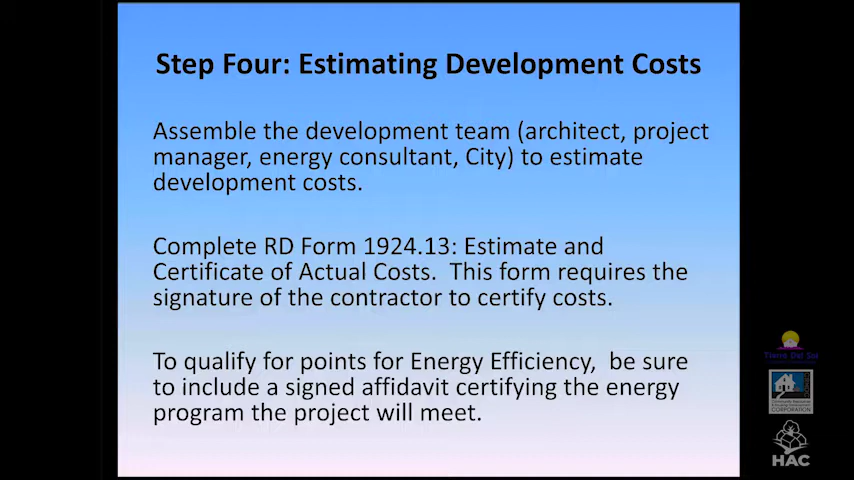 Step Four: Estimating Development Costs
Assemble the development team (architect, project
manager, energy consultant, City) to estimate
development costs.
Complete RD Form 1924.13: Estimate and
Certificate of Actual Costs.  This form requires the
signature of the contractor to certify costs.
To qualify for points for Energy Efficiency,  be sure
to include a signed affidavit certifying the energy
program the project will meet.
Tierra Del Sol
CORPORATION
HAC